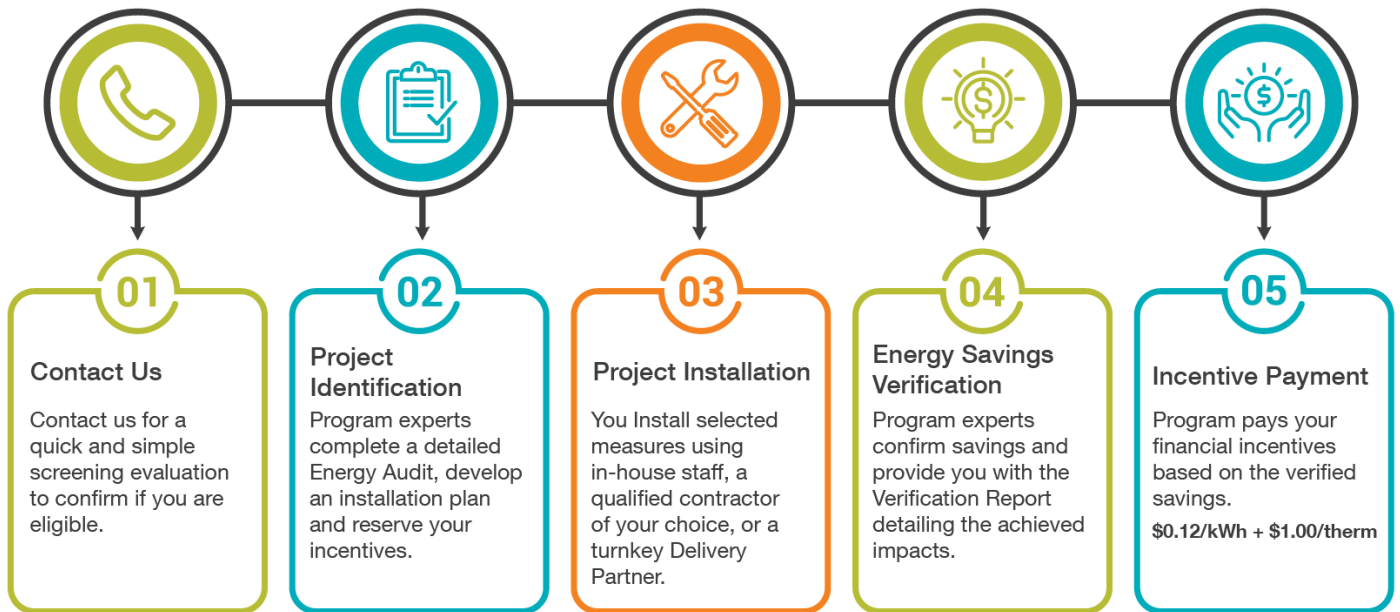 01
Contact Us
Contact us for a
quick and simple
screening evaluation
to confirm if you are
eligible.
02
Project
Identification
Program experts
complete a detailed
Energy Audit, develop
an installation plan
and reserve your
incentives.
03
Project Installation
You Install selected
measures using
in-house staff, a
qualified contractor
of your choice, or a
turnkey Delivery
Partner.
04
Energy Savings
Verification
Program experts
confirm savings and
provide you with the
Verification Report
detailing the achieved
impacts.
05
Incentive Payment
Program pays your
financial incentives
based on the verified
savings.
$0.12/kWh + $1.00/therm
$
$